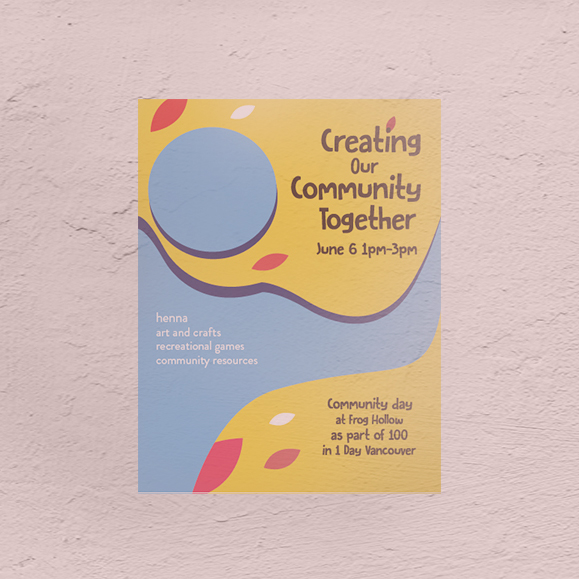 Creating
Our
Community
Together
June 6 1pm-3pm
henna
art and crafts
recreational games
community resources
Community day
at Frog Hollow
as part of 100
in 1 Day Vancouver